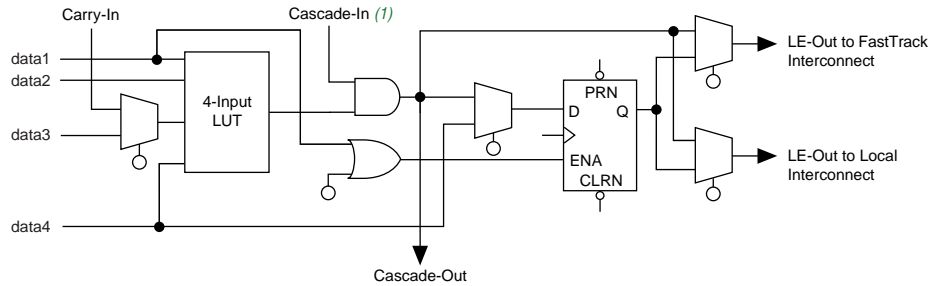 Carry-In
Cascade-In (1)
data1
data2
data3
data4
4-Input
LUT
PRN
D
Q
ENA
CLRN
LE-Out to FastTrack
Interconnect
LE-Out to Local
Interconnect
Cascade-Out